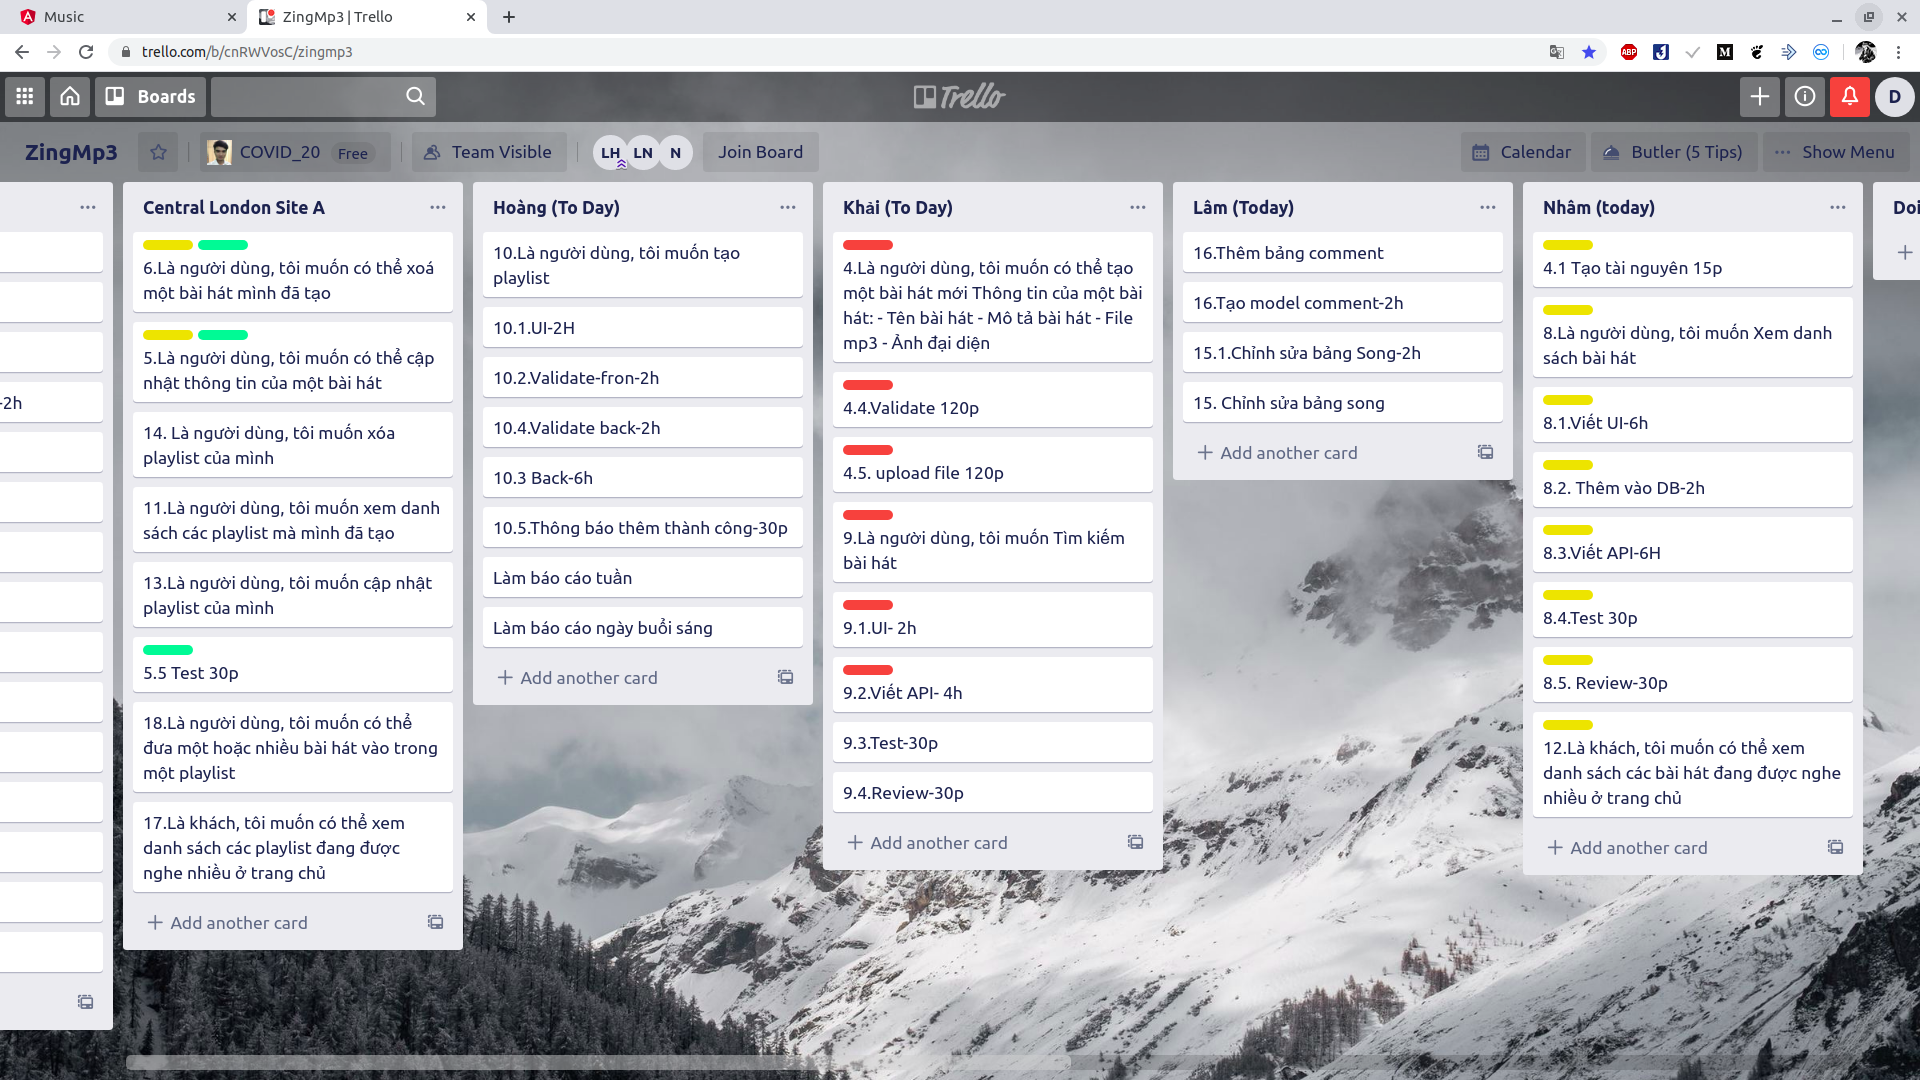 Music
ZingMp3 | Trello
trello.com/b/cnRWVosC/zingmp3
ABP
M
Boards
Trello
D
ZingMp3
COVID_20 Free
Team Visible
LH
LN
N
Join Board
Calendar
Butler (5 Tips)
Show Menu
-2h
Central London Site A
6.Là người dùng, tôi muốn có thể xoá
một bài hát mình đã tạo
5.Là người dùng, tôi muốn có thể cập
nhật thông tin của một bài hát
14. Là người dùng, tôi muốn xóa
playlist của mình
11.Là người dùng, tôi muốn xem danh
sách các playlist mà mình đã tạo
13.Là người dùng, tôi muốn cập nhật
playlist của mình
5.5 Test 30p
18.Là người dùng, tôi muốn có thể
đưa một hoặc nhiều bài hát vào trong
một playlist
17.Là khách, tôi muốn có thể xem
danh sách các playlist đang được
nghe nhiều ở trang chủ
Add another card
Hoàng (To Day)
10.Là người dùng, tôi muốn tạo
playlist
10.1.UI-2H
10.2.Validate-fron-2h
10.4.Validate back-2h
10.3 Back-6h
10.5.Thông báo thêm thành công-30p
Làm báo cáo tuần
Làm báo cáo ngày buổi sáng
Add another card
Khải (To Day)
4.Là người dùng, tôi muốn có thể tạo
một bài hát mới Thông tin của một bài
hát: - Tên bài hát - Mô tả bài hát - File
mp3 - Ảnh đại diện
4.4.Validate 120p
4.5. upload file 120p
9.Là người dùng, tôi muốn Tìm kiếm
bài hát
9.1.UI- 2h
9.2.Viết API- 4h
9.3.Test-30p
9.4.Review-30p
Add another card
Lâm (Today)
16.Thêm bảng comment
16.Tạo model comment-2h
15.1.Chỉnh sửa bảng Song-2h
15. Chỉnh sửa bảng song
Add another card
Nhâm (today)
4.1 Tạo tài nguyên 15p
8.Là người dùng, tôi muốn Xem danh
sách bài hát
8.1.Viết UI-6h
8.2. Thêm vào DB-2h
8.3.Viết API-6H
8.4.Test 30p
8.5. Review-30p
12.Là khách, tôi muốn có thể xem
danh sách các bài hát đang được nghe
nhiều ở trang chủ
Add another card
Doi